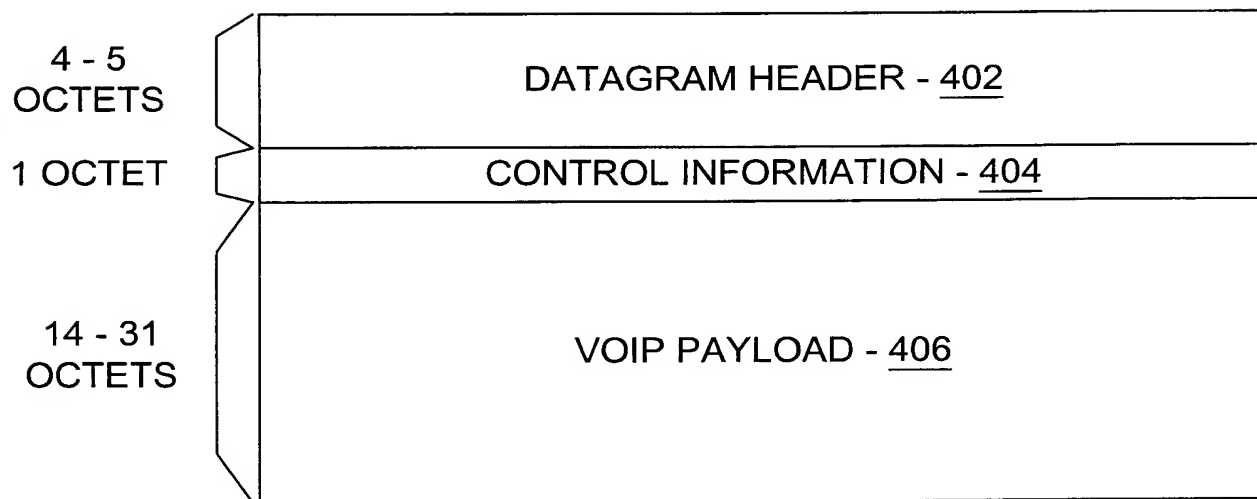 4 - 5
OCTETS
DATAGRAM HEADER - 402
1 OCTET
CONTROL INFORMATION - 404
14 - 31
OCTETS
VOIP PAYLOAD - 406